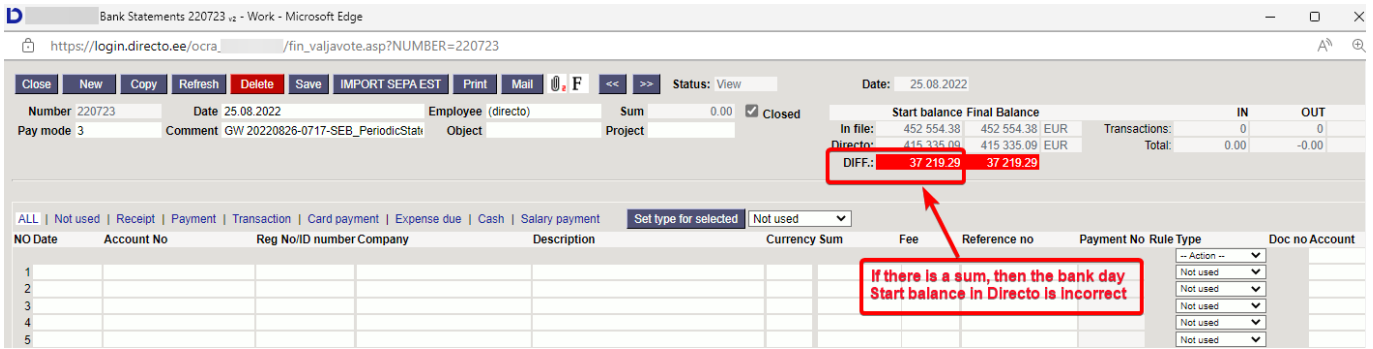 Bank Statements 220723 v2 - Work - Microsoft Edge
https://login.directo.ee/ocra_ /fin_valjavote.asp?NUMBER=220723
Close New Copy Refresh Delete Save IMPORT SEPA EST Print Mail 2 F << >> Status: View Date: 25.08.2022
Number 220723 Date 25.08.2022 Employee (directo) Sum 0.00 Closed Start balance Final Balance IN OUT
Pay mode 3 Comment GW 20220826-0717-SEB_PeriodicStat Object Project In file: 452 554.38 452 554.38 EUR Transactions: 0 0
Directo: 415 335.09 415 335.09 EUR Total: 0.00 -0.00
DIFF.: 37 219.29 37 219.29
ALL | Not used | Receipt | Payment | Transaction | Card payment | Expense due | Cash | Salary payment Set type for selected Not used
NO Date Account No Reg No/ID number Company Description Currency Sum Fee Reference no Payment No Rule Type Doc no Account
-- Action --
1 Not used
2 Not used
3 Not used
4 Not used
5 Not used
If there is a sum, then the bank day
Start balance in Directo is incorrect